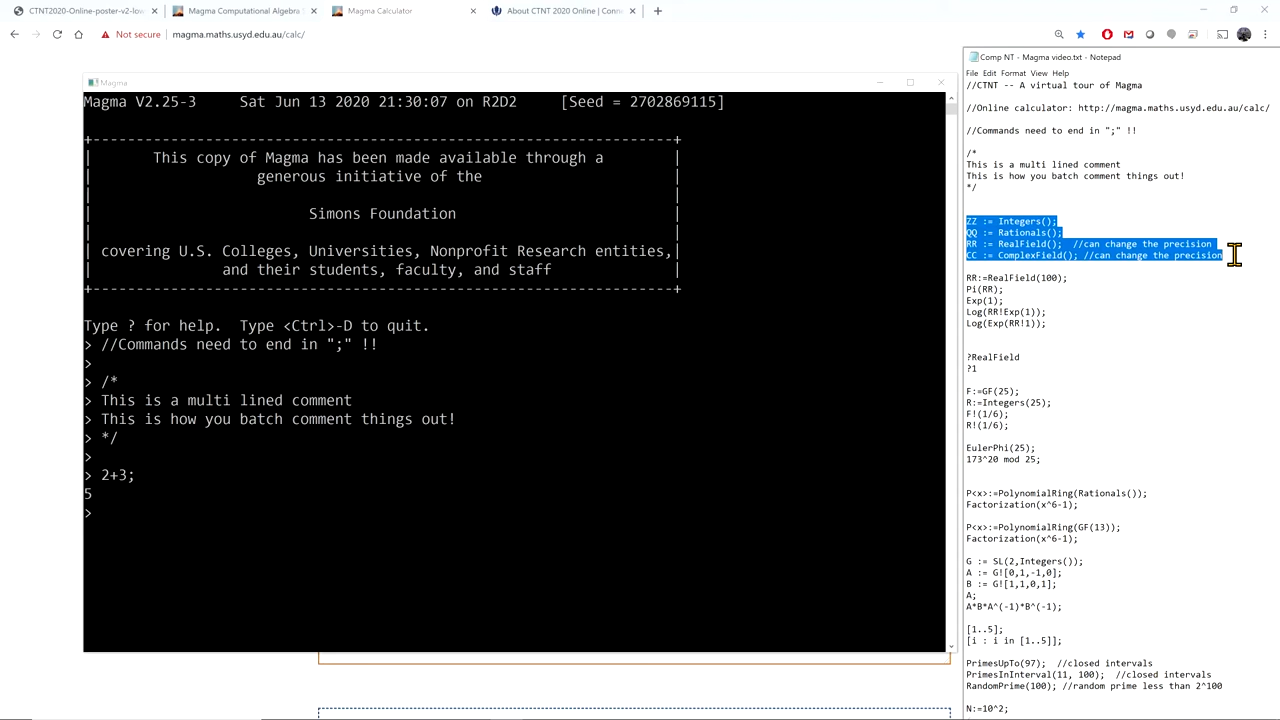 CTNT2020-Online-poster-v2-low
Magma Computational Algebra
Magma Calculator
About CTNT 2020 Online | Conn
Not secure
magma.maths.usyd.edu.au/calc/
Magma
Magma V2.25-3 Sat Jun 13 2020 21:30:07 on R2D2 [Seed = 2702869115]
This copy of Magma has been made available through a
generous initiative of the
Simons Foundation
covering U.S. Colleges, Universities, Nonprofit Research entities,
and their students, faculty, and staff
Type ? for help. Type <Ctrl>-D to quit.
> //Commands need to end in ";" !!
>
> /*
> This is a multi lined comment
> This is how you batch comment things out!
> */
>
> 2+3;
5
>
Comp NT - Magma video.txt - Notepad
File Edit Format View Help
//CTNT -- A virtual tour of Magma
//Online calculator: http://magma.maths.usyd.edu.au/calc/
//Commands need to end in ";" !!
/*
This is a multi lined comment
This is how you batch comment things out!
*/
ZZ := Integers();
QQ := Rationals();
RR := RealField(); //can change the precision
CC := ComplexField(); //can change the precision
RR:=RealField(100);
Pi(RR);
Exp(1);
Log(RR!Exp(1));
Log(Exp(RR!1));
?RealField
?1
F:=GF(25);
R:=Integers(25);
F!(1/6);
R!(1/6);
EulerPhi(25);
173^20 mod 25;
P<x>:=PolynomialRing(Rationals());
Factorization(x^6-1);
P<x>:=PolynomialRing(GF(13));
Factorization(x^6-1);
G := SL(2,Integers());
A := G![0,1,-1,0];
B := G![1,1,0,1];
A;
A*B*A^(-1)*B^(-1);
[1..5];
[i : i in [1..5]];
PrimesUpTo(97); //closed intervals
PrimesInInterval(11, 100); //closed intervals
RandomPrime(100); //random prime less than 2^100
N:=10^2;